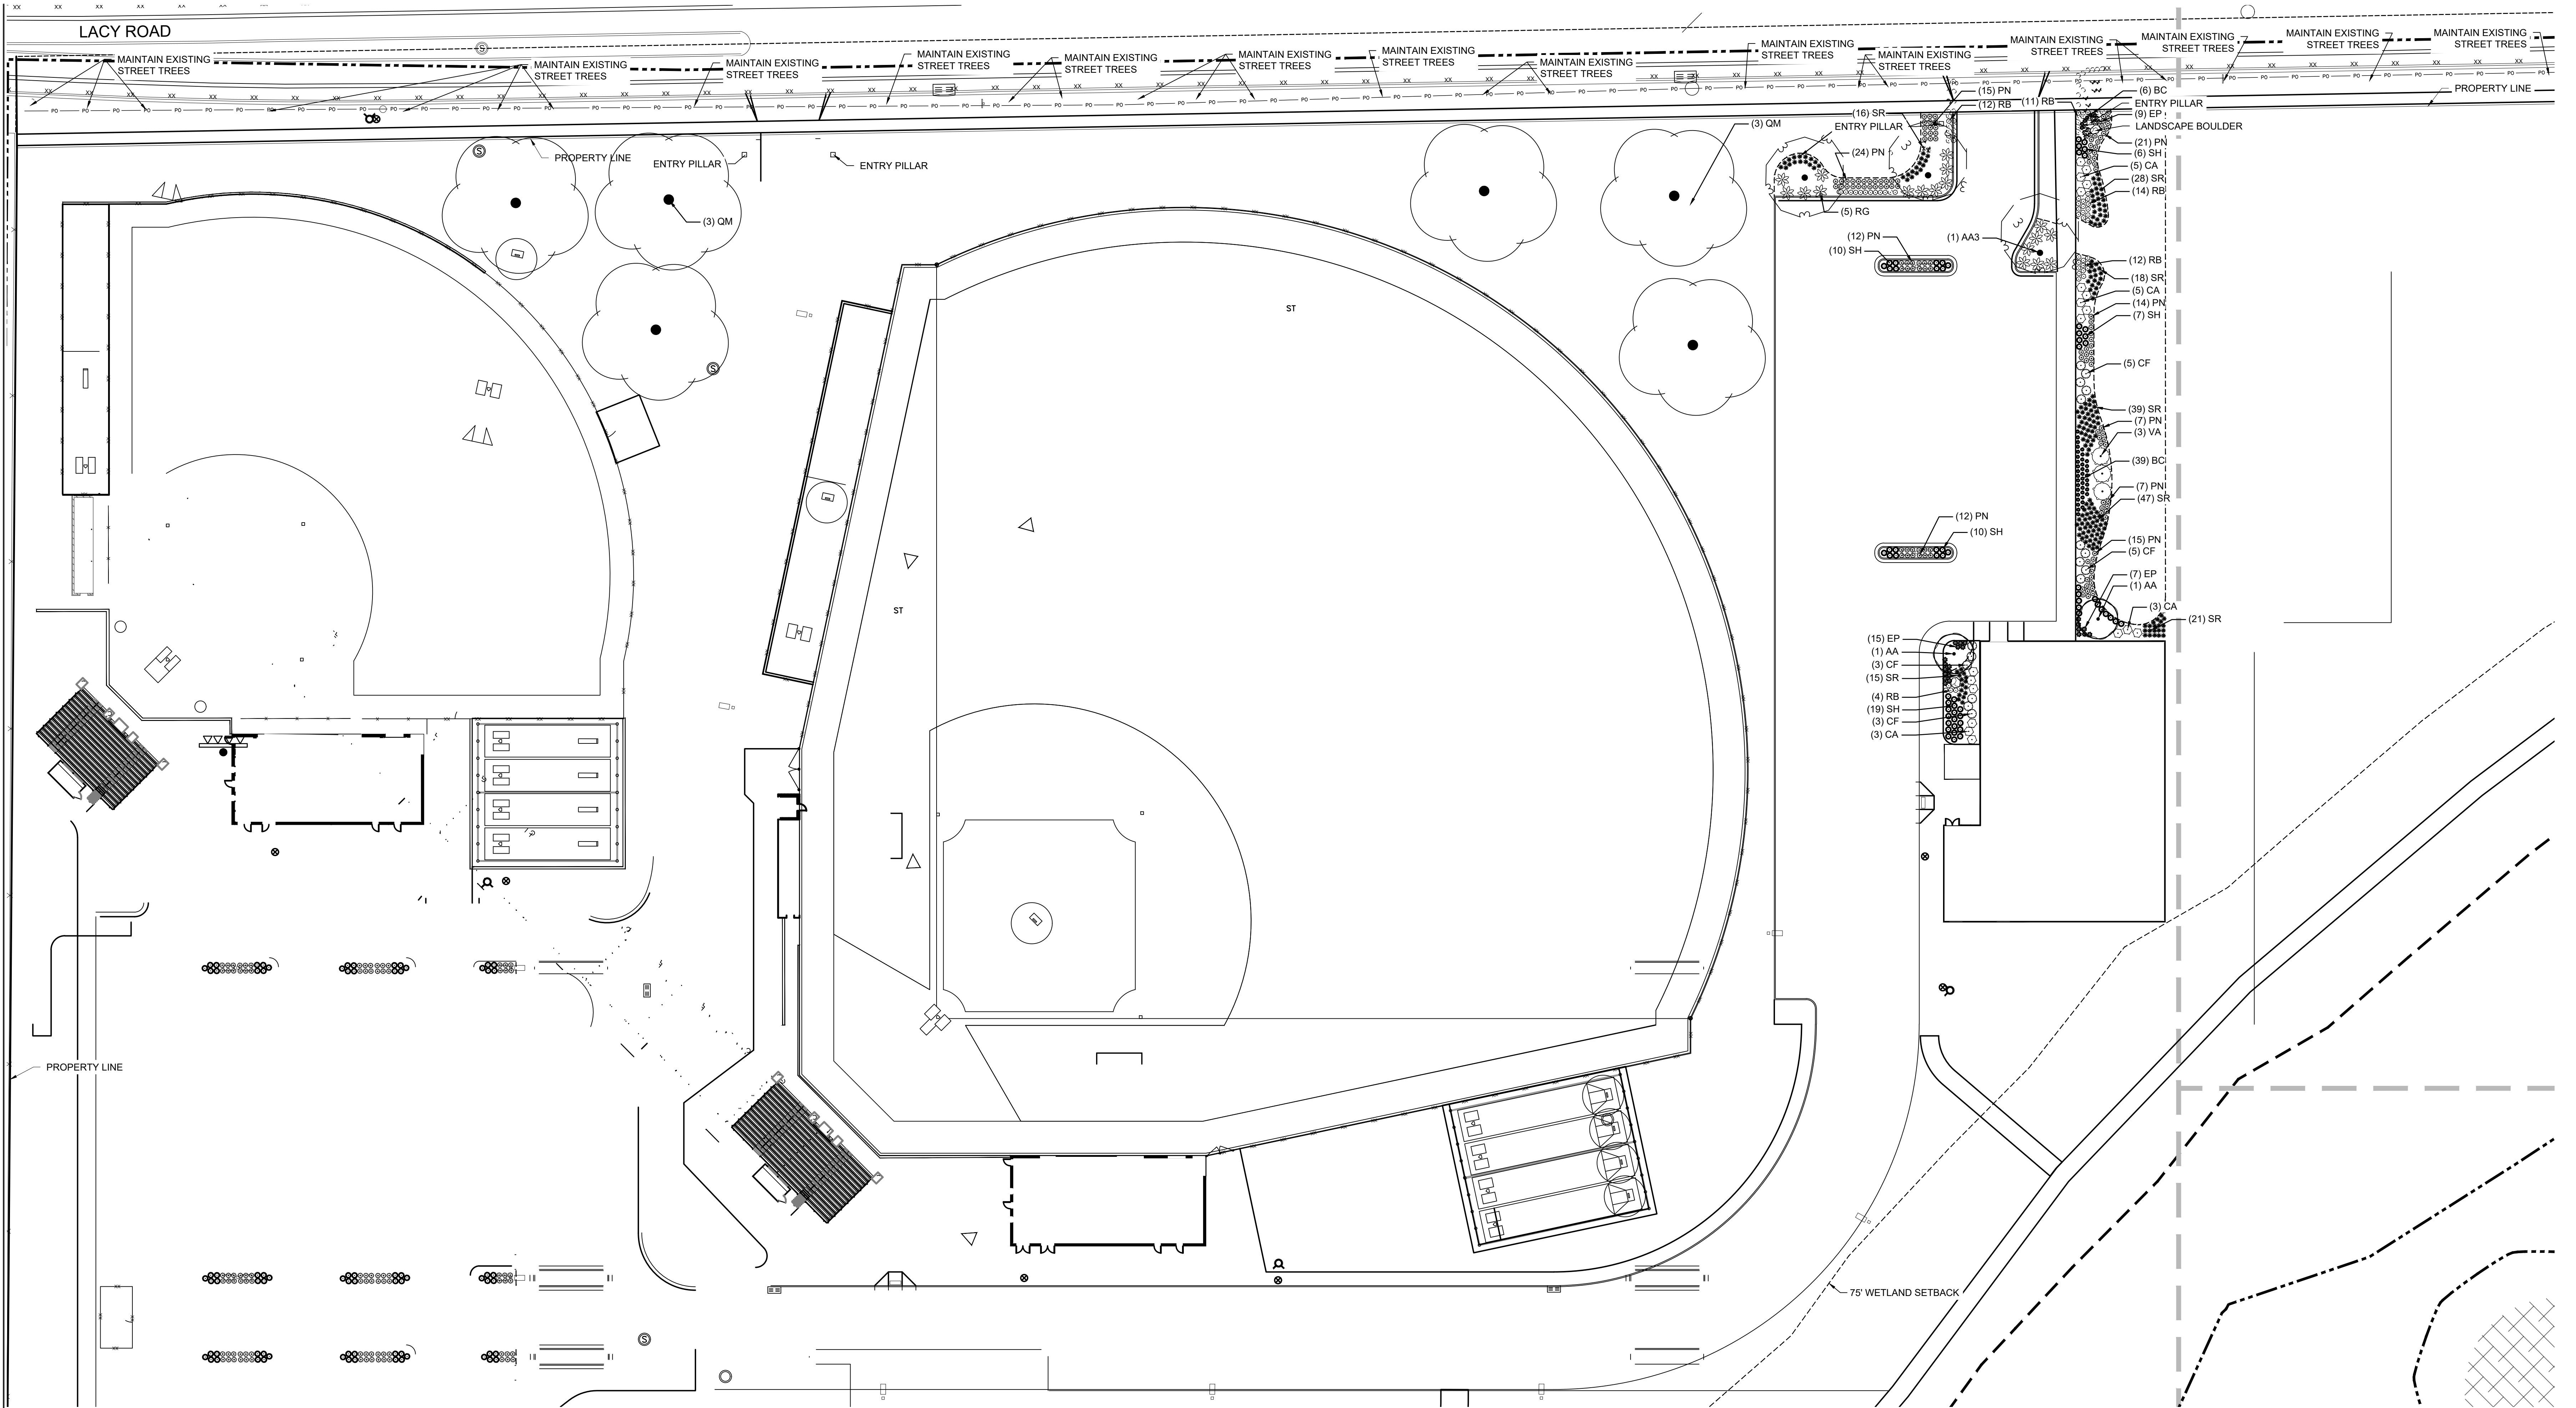 LACY ROAD
MAINTAIN EXISTING
STREET TREES
MAINTAIN EXISTING
STREET TREES
MAINTAIN EXISTING
STREET TREES
MAINTAIN EXISTING
STREET TREES
MAINTAIN EXISTING
STREET TREES
MAINTAIN EXISTING
STREET TREES
MAINTAIN EXISTING
STREET TREES
MAINTAIN EXISTING
STREET TREES
MAINTAIN EXISTING
STREET TREES
MAINTAIN EXISTING
STREET TREES
MAINTAIN EXISTING
STREET TREES
MAINTAIN EXISTING
STREET TREES
MAINTAIN EXISTING
STREET TREES
MAINTAIN EXISTING
STREET TREES
PROPERTY LINE
PROPERTY LINE
ENTRY PILLAR
ENTRY PILLAR
(3) QM
(3) QM
(15) PN
(12) RB
(11) RB
(16) SR
ENTRY PILLAR
(24) PN
(5) RG
(12) PN
(10) SH
(1) AA3
(6) BC
ENTRY PILLAR
(9) EP
LANDSCAPE BOULDER
(21) PN
(6) SH
(5) CA
(28) SR
(14) RB
(12) RB
(18) SR
(5) CA
(14) PN
(7) SH
(5) CF
(39) SR
(7) PN
(3) VA
(39) BC
(7) PN
(47) SR
(12) PN
(10) SH
(15) PN
(5) CF
(7) EP
(1) AA
(3) CA
(21) SR
(15) EP
(1) AA
(3) CF
(15) SR
(4) RB
(19) SH
(3) CF
(3) CA
ST
ST
PROPERTY LINE
75' WETLAND SETBACK